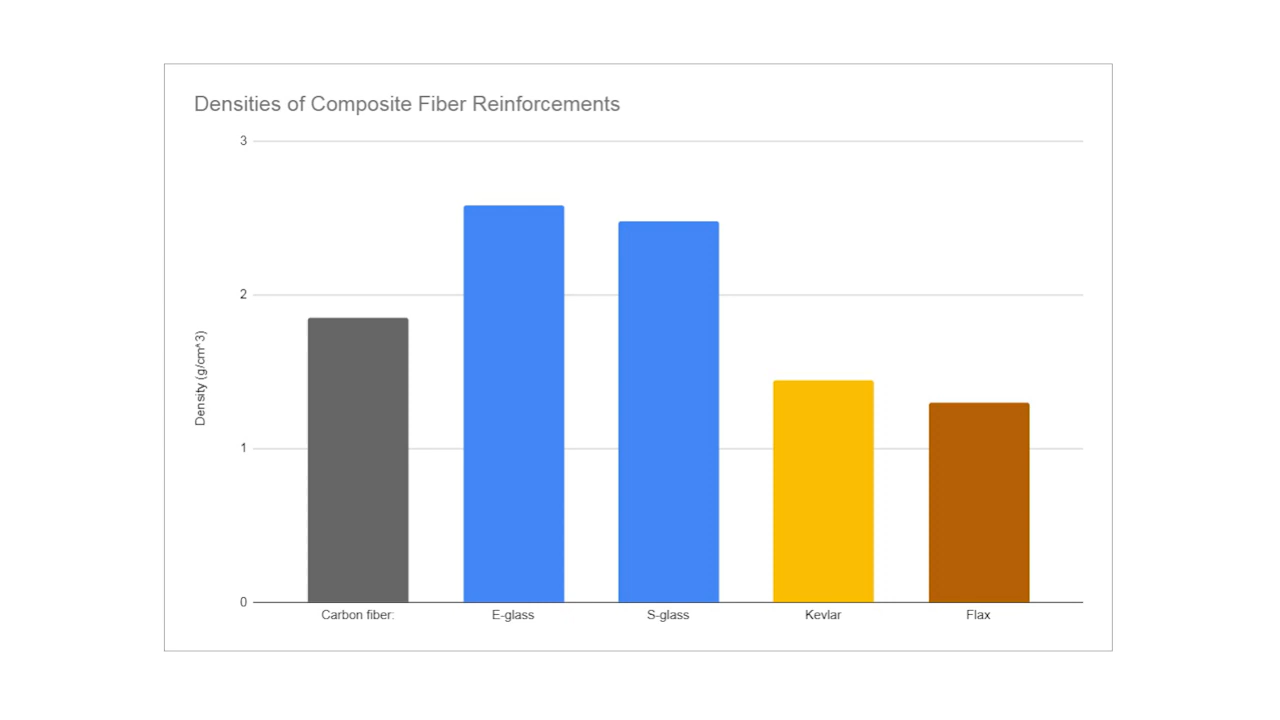 Densities of Composite Fiber Reinforcements
3
2
1
0
Density (g/cm^3)
Carbon fiber:
E-glass
S-glass
Kevlar
Flax